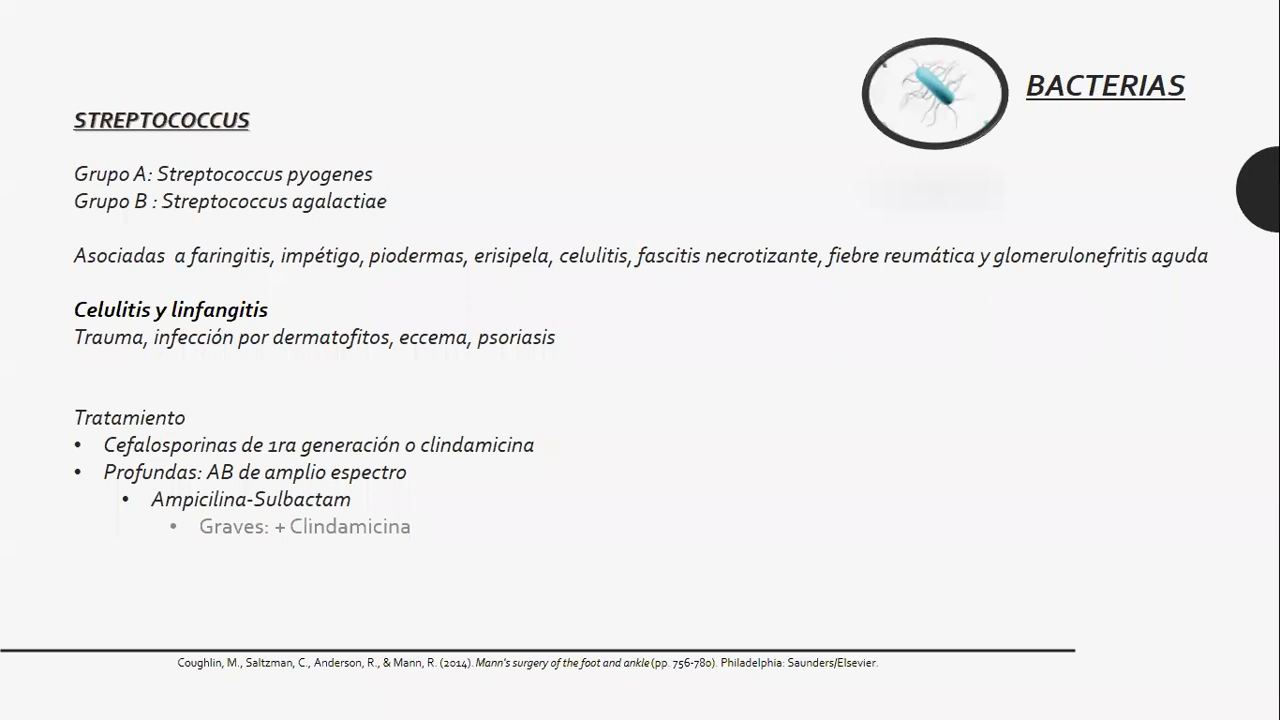 BACTERIAS
STREPTOCOCCUS
Grupo A: Streptococcus pyogenes
Grupo B : Streptococcus agalactiae
Asociadas a faringitis, impétigo, piodermas, erisipela, celulitis, fascitis necrotizante, fiebre reumática y glomerulonefritis aguda
Celulitis y linfangitis
Trauma, infección por dermatofitos, eccema, psoriasis
Tratamiento
• Cefalosporinas de 1ra generación o clindamicina
• Profundas: AB de amplio espectro
• Ampicilina-Sulbactam
• Graves: + Clindamicina
Coughlin, M., Saltzman, C., Anderson, R., & Mann, R. (2014). Mann's surgery of the foot and ankle (pp. 756-780). Philadelphia: Saunders/Elsevier.